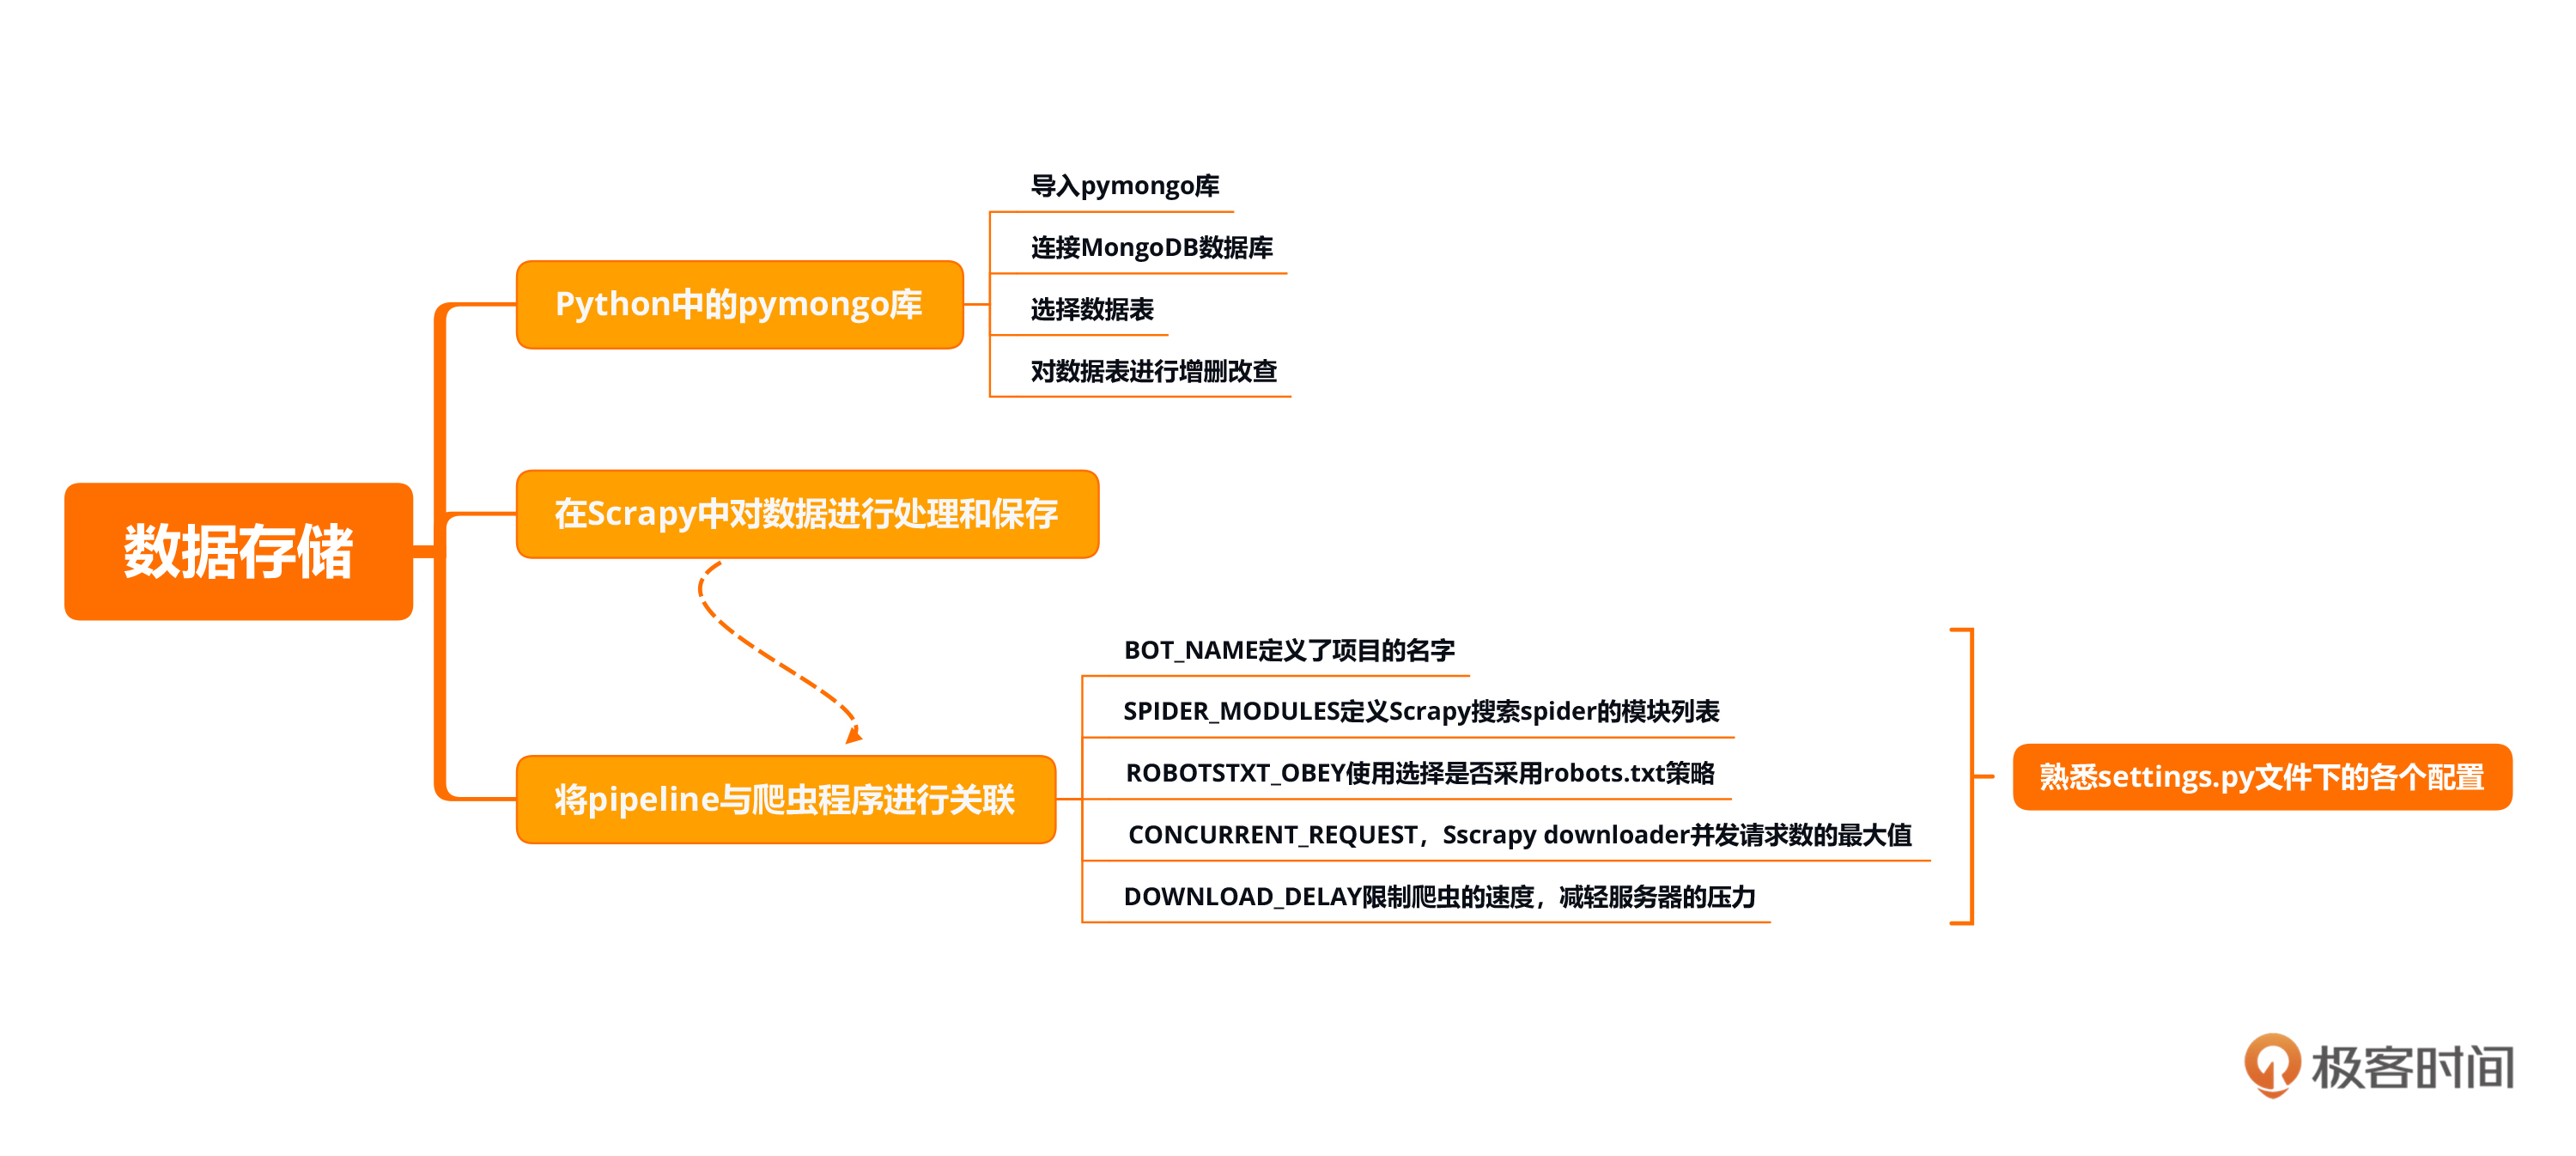 数据存储
Python中的pymongo库
导入pymongo库
连接MongoDB数据库
选择数据表
对数据表进行增删改查
在Scrapy中对数据进行处理和保存
将pipeline与爬虫程序进行关联
BOT_NAME定义了项目的名字
SPIDER_MODULES定义Scrapy搜索spider的模块列表
ROBOTSTXT_OBEY使用选择是否采用robots.txt策略
CONCURRENT_REQUEST，Sscrapy downloader并发请求数的最大值
DOWNLOAD_DELAY限制爬虫的速度，减轻服务器的压力
熟悉settings.py文件下的各个配置
极客时间